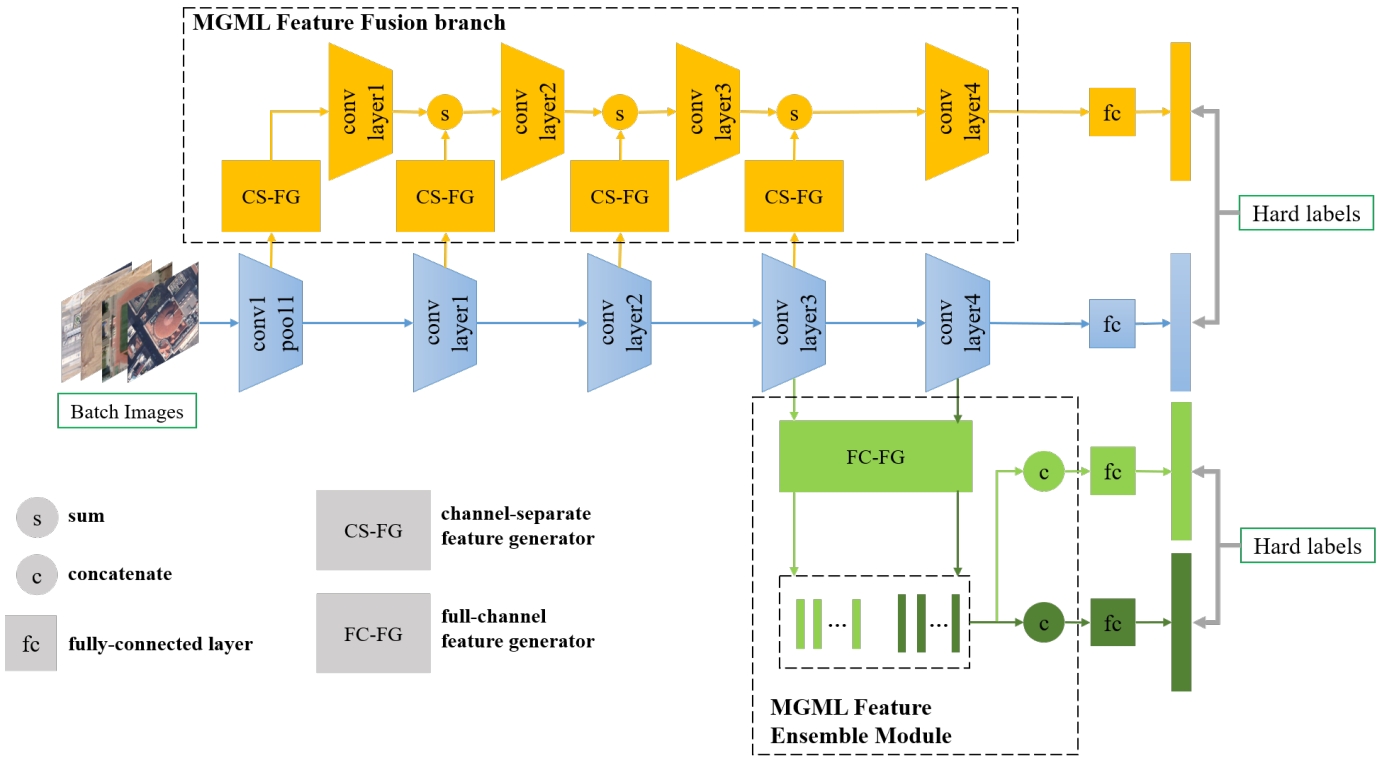 MGML Feature Fusion branch
conv
layer1
conv
layer2
conv
layer3
conv
layer4
s
s
s
fc
CS-FG
CS-FG
CS-FG
CS-FG
Hard labels
conv1
pool1
conv
layer1
conv
layer2
conv
layer3
conv
layer4
fc
Batch Images
FC-FG
c
fc
Hard labels
...
...
c
fc
MGML Feature
Ensemble Module
s
sum
c
concatenate
fc
fully-connected layer
CS-FG
channel-separate
feature generator
FC-FG
full-channel
feature generator